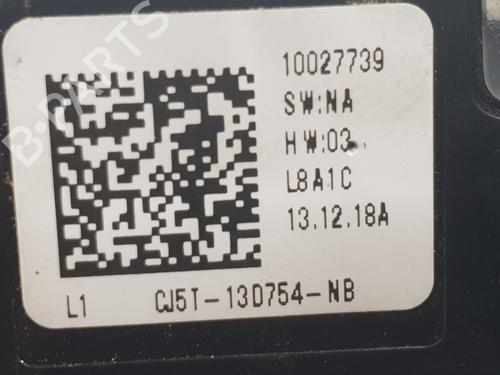 B-PARTS
10027739
SW:NA
HW:03
L8A1C
13.12.18A
L1 CJ5T-13D754-NB